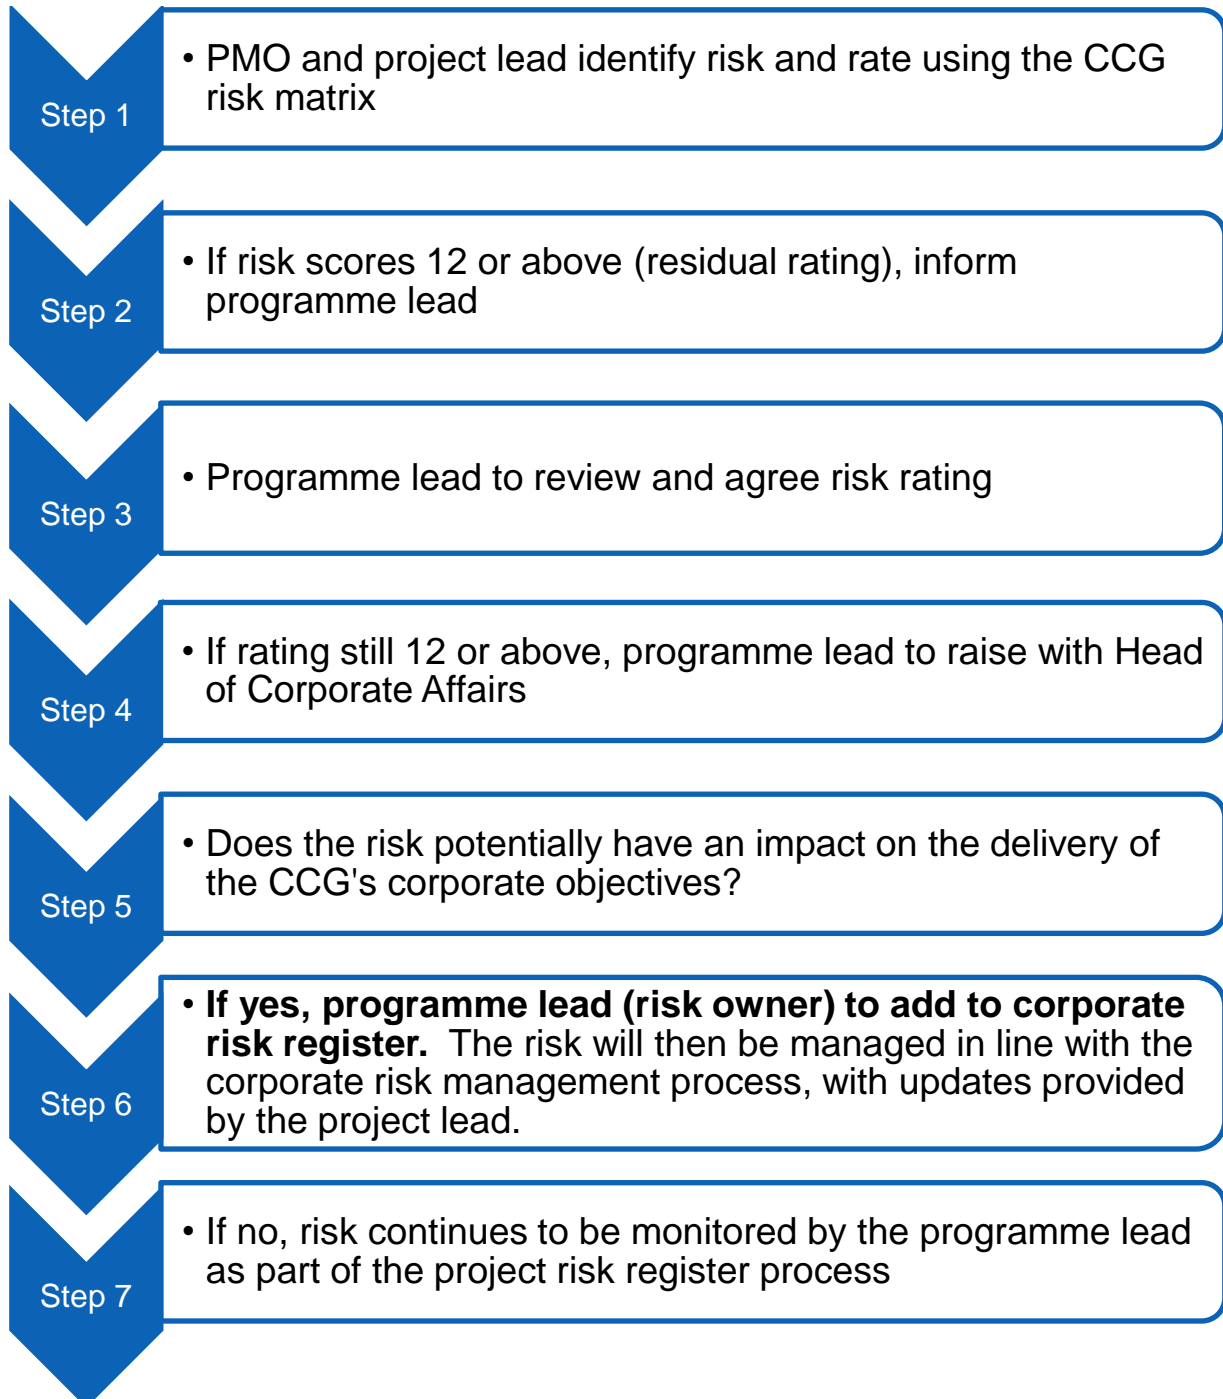 Step 1
• PMO and project lead identify risk and rate using the CCG
risk matrix
Step 2
• If risk scores 12 or above (residual rating), inform
programme lead
Step 3
• Programme lead to review and agree risk rating
Step 4
• If rating still 12 or above, programme lead to raise with Head
of Corporate Affairs
Step 5
• Does the risk potentially have an impact on the delivery of
the CCG's corporate objectives?
Step 6
• If yes, programme lead (risk owner) to add to corporate
risk register.  The risk will then be managed in line with the
corporate risk management process, with updates provided
by the project lead.
Step 7
• If no, risk continues to be monitored by the programme lead
as part of the project risk register process